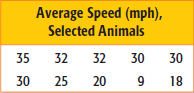 Average Speed (mph),
Selected Animals
35 32 32 30 30
30 25 20 9 18